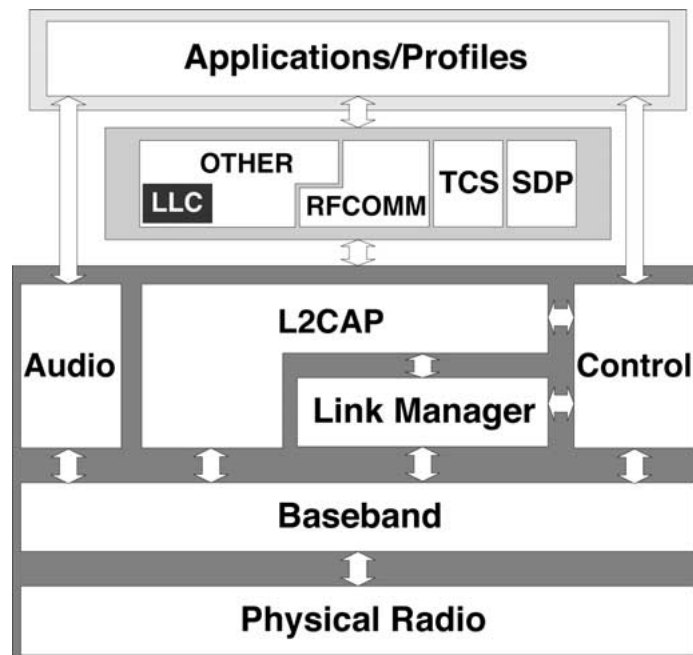 Applications/Profiles
OTHER
LLC
RFCOMM
TCS
SDP
L2CAP
Audio
Control
Link Manager
Baseband
Physical Radio